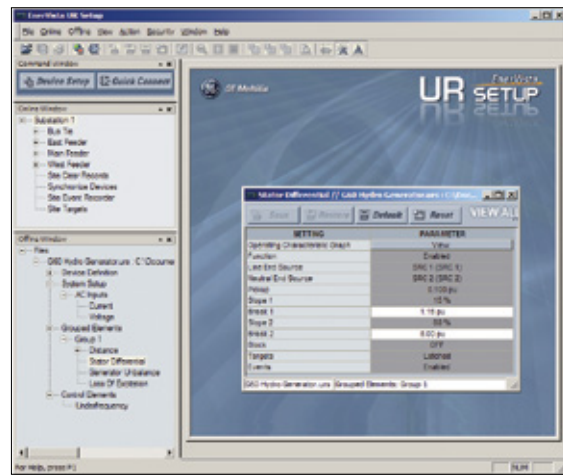 EnerVista UR Setup
File Online Offline View Action Security Window Help
Command Window
Device Setup Quick Connect
Online Window
Substation 1
Bus Tie
East Feeder
Main Feeder
West Feeder
Site Clear Records
Synchronize Devices
Site Event Recorder
Site Targets
Offline Window
Files
G60 Hydro Generator.urs C:\Docume
Device Definition
System Setup
AC Inputs
Current
Voltage
Grouped Elements
Group 1
Distance
Stator Differential
Generator Unbalance
Loss Of Excitation
Control Elements
Underfrequency
GE Multilin
EnerVista
UR SETUP
Stator Differential // G60 Hydro Generator.urs
Save Restore Default Reset VIEW ALL
SETTING PARAMETER
Operating Characteristic Graph View
Function Enabled
Line End Source SRC 1 (SRC 1)
Neutral End Source SRC 2 (SRC 2)
Pickup 0.100 pu
Slope 1 10 %
Break 1 1.15 pu
Slope 2
Break 2 8.00 pu
Block OFF
Targets Latched
Events Enabled
G60 Hydro Generator.urs Grouped Elements: Group 1
For Help, press F1
NUM